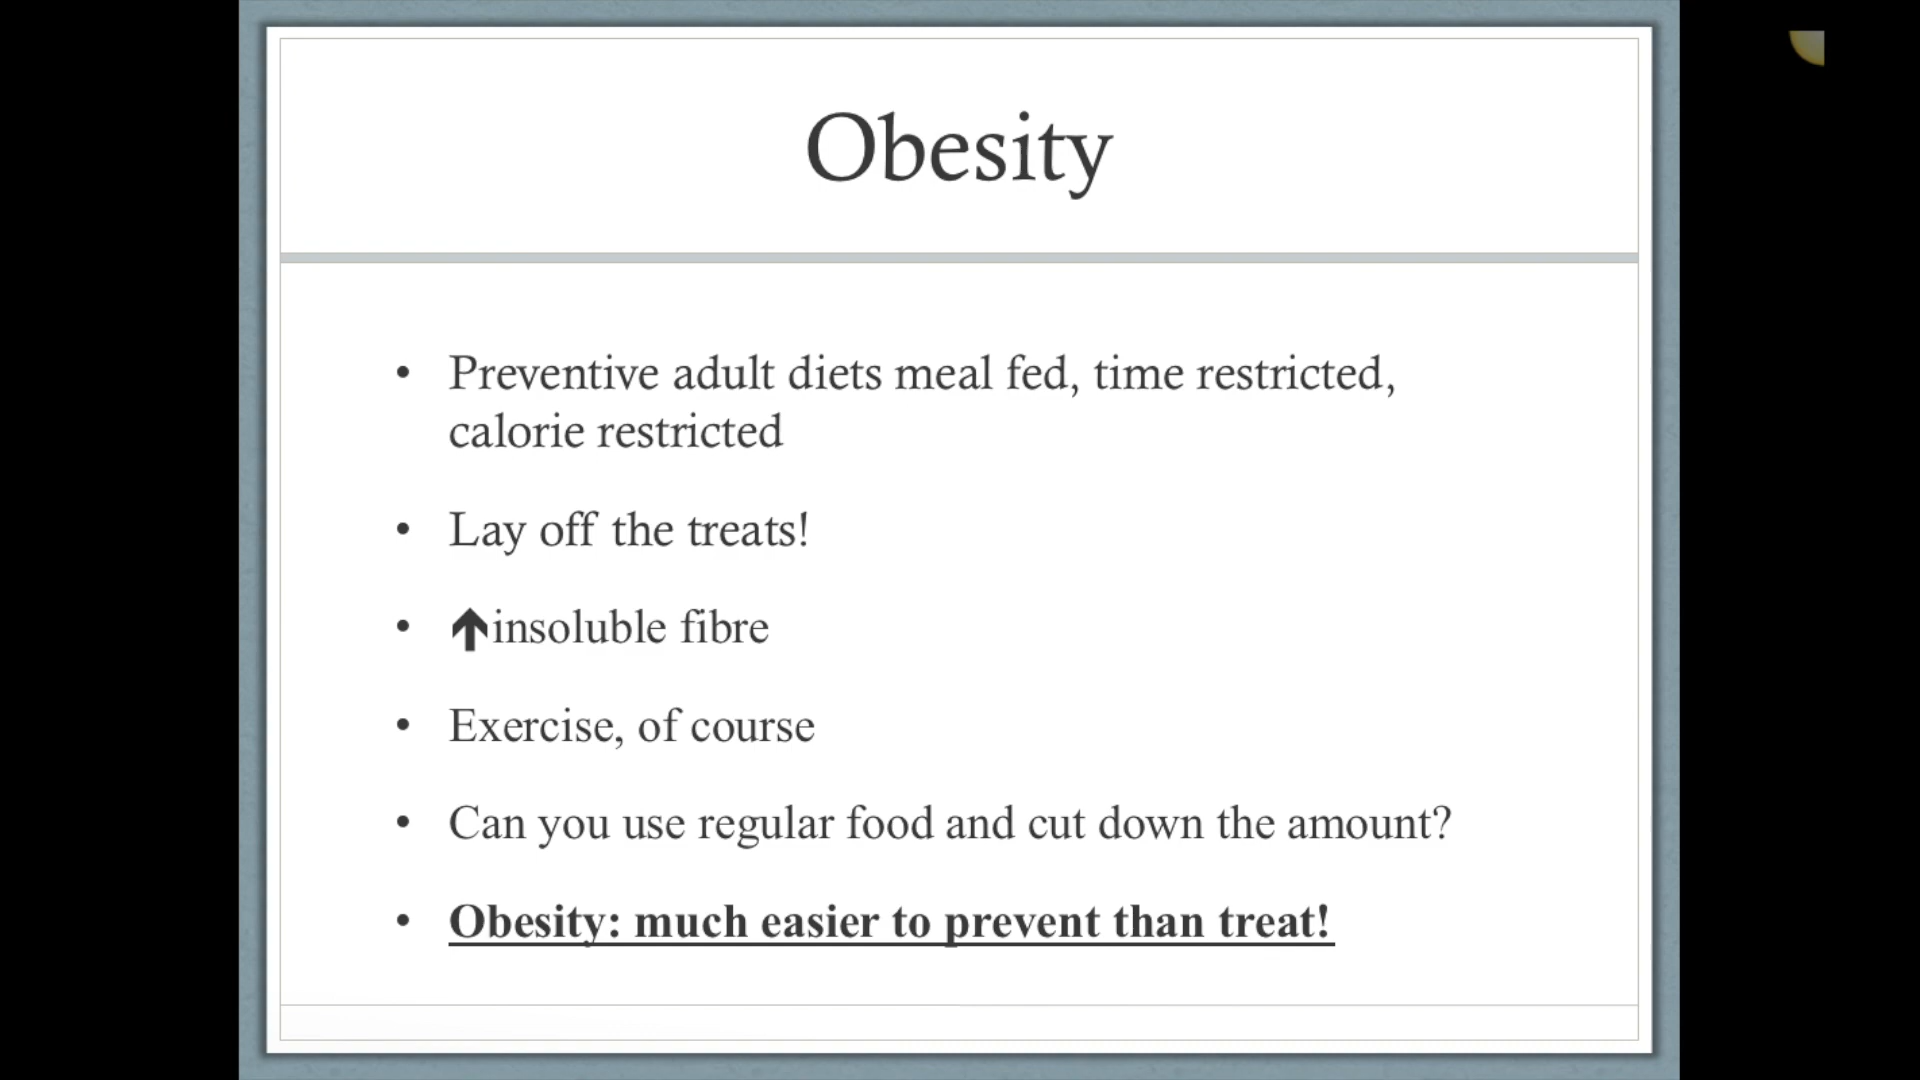 Obesity
• Preventive adult diets meal fed, time restricted,
calorie restricted
• Lay off the treats!
• ↑insoluble fibre
• Exercise, of course
• Can you use regular food and cut down the amount?
• Obesity: much easier to prevent than treat!